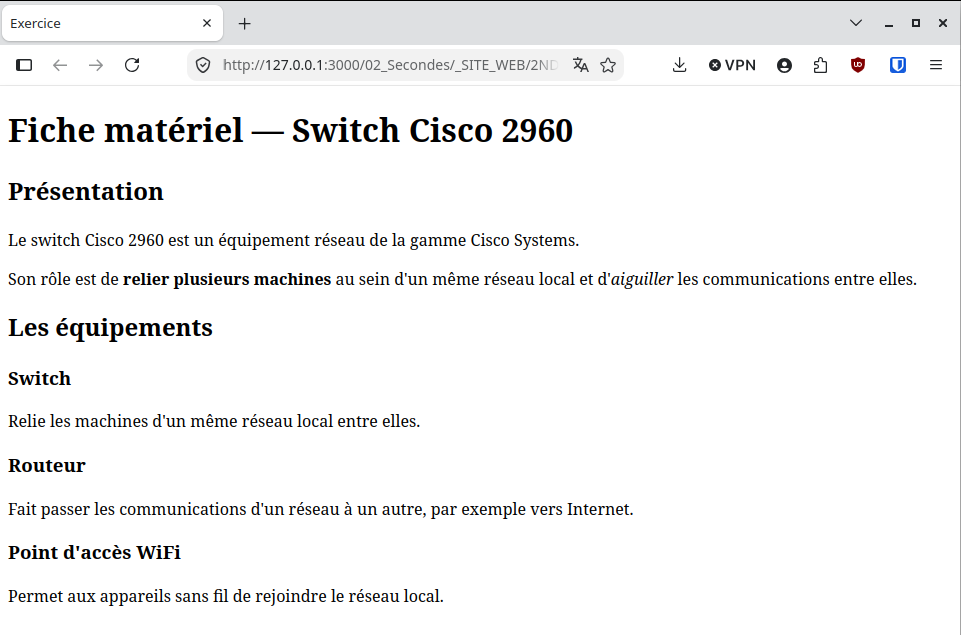 Exercice
http://127.0.0.1:3000/02_Secondes/_SITE_WEB/2ND
VPN
Fiche matériel — Switch Cisco 2960
Présentation
Le switch Cisco 2960 est un équipement réseau de la gamme Cisco Systems.
Son rôle est de relier plusieurs machines au sein d'un même réseau local et d'aiguiller les communications entre elles.
Les équipements
Switch
Relie les machines d'un même réseau local entre elles.
Routeur
Fait passer les communications d'un réseau à un autre, par exemple vers Internet.
Point d'accès WiFi
Permet aux appareils sans fil de rejoindre le réseau local.